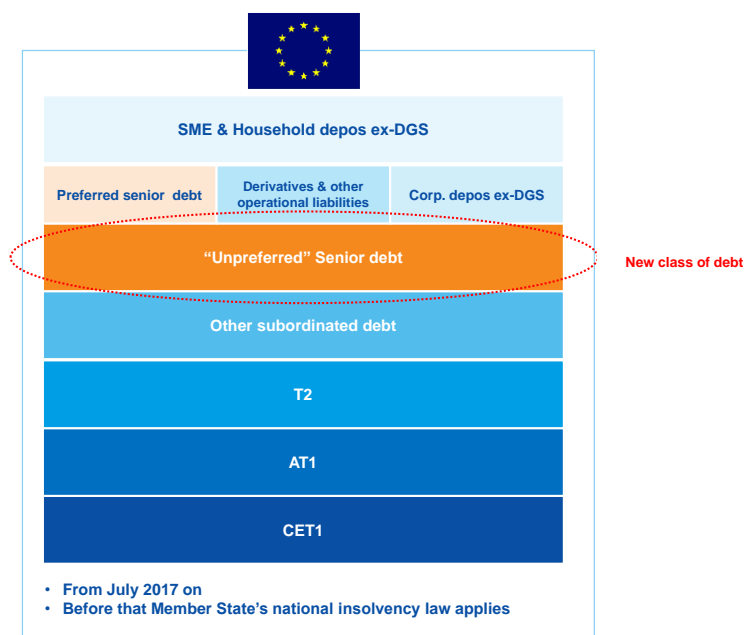 SME & Household depos ex-DGS
Preferred senior debt
Derivatives & other
operational liabilities
Corp. depos ex-DGS
“Unpreferred” Senior debt
New class of debt
Other subordinated debt
T2
AT1
CET1
• From July 2017 on
• Before that Member State’s national insolvency law applies